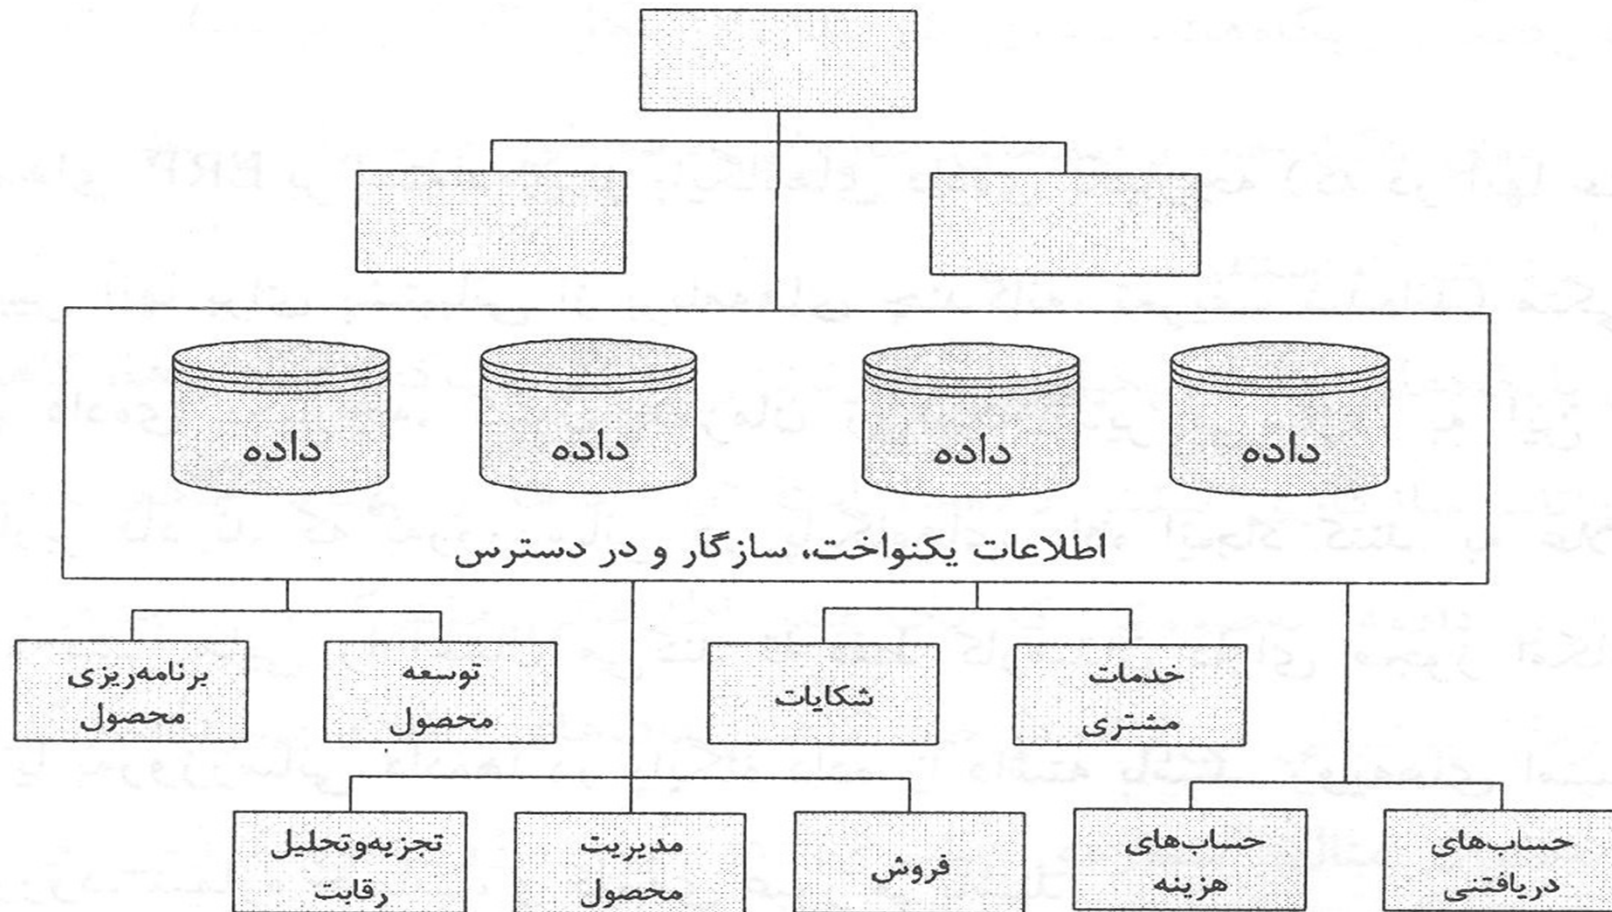 داده
داده
داده
داده
اطلاعات یکنواخت، سازگار و در دسترس
خدمات
مشتری
شکایات
توسعه
محصول
برنامه‌ریزی
محصول
حساب‌های
دریافتنی
حساب‌های
هزینه
فروش
مدیریت
محصول
تجزیه‌وتحلیل
رقابت